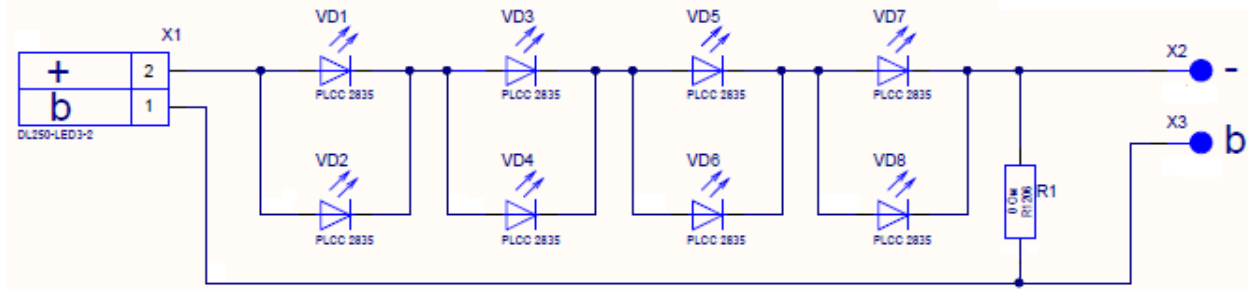 VD1 VD3 VD5 VD7
X1
X2
+ 2
-
PLCC 2835 PLCC 2835 PLCC 2835 PLCC 2835
b 1
X3
b
DL250-LED3-2
VD2 VD4 VD6 VD8
0 Ом
R1206
R1
PLCC 2835 PLCC 2835 PLCC 2835 PLCC 2835